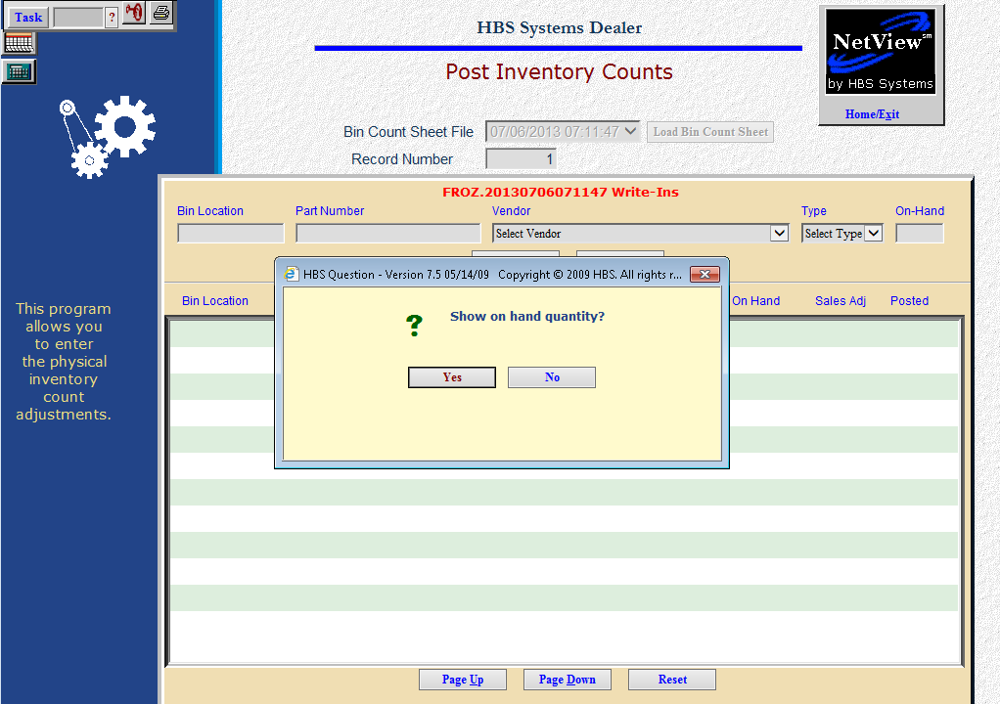 Task ?
HBS Systems Dealer
Post Inventory Counts
NetView℠
by HBS Systems
Home/Exit
Bin Count Sheet File 07/06/2013 07:11:47 Load Bin Count Sheet
Record Number 1
FROZ.20130706071147 Write-Ins
Bin Location Part Number Vendor Type On-Hand
Select Vendor Select Type
HBS Question - Version 7.5 05/14/09 Copyright © 2009 HBS. All rights r...
Bin Location On Hand Sales Adj Posted
? Show on hand quantity?
Yes No
This program
allows you
to enter
the physical
inventory
count
adjustments.
Page Up Page Down Reset